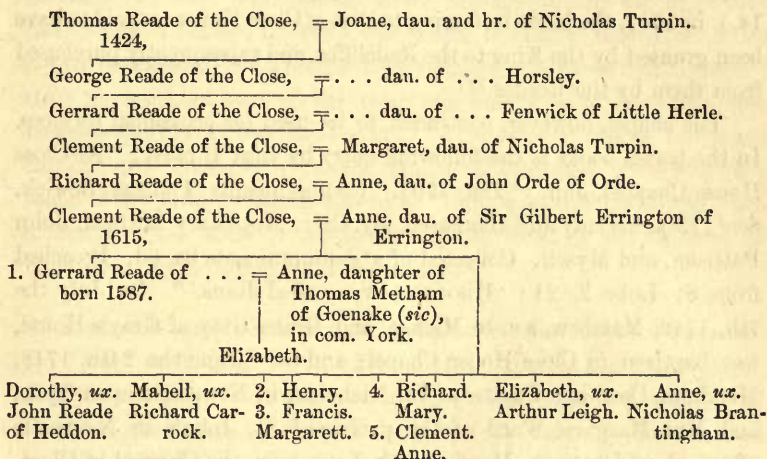 Thomas Reade of the Close, = Joane, dau. and hr. of Nicholas Turpin.
1424,
George Reade of the Close, = . . . dau. of . . . Horsley.
Gerrard Reade of the Close, = . . . dau. of . . . Fenwick of Little Herle.
Clement Reade of the Close, = Margaret, dau. of Nicholas Turpin.
Richard Reade of the Close, = Anne, dau. of John Orde of Orde.
Clement Reade of the Close, = Anne, dau. of Sir Gilbert Errington of
1615, Errington.
1. Gerrard Reade of . . . = Anne, daughter of
born 1587. Thomas Metham
of Goenake (sic),
in com. York.
Elizabeth.
Dorothy, ux. Mabell, ux. 2. Henry. 4. Richard. Elizabeth, ux. Anne, ux.
John Reade Richard Car- 3. Francis. Mary. Arthur Leigh. Nicholas Bran-
of Heddon. rock. Margarett. 5. Clement. tingham.
Anne.